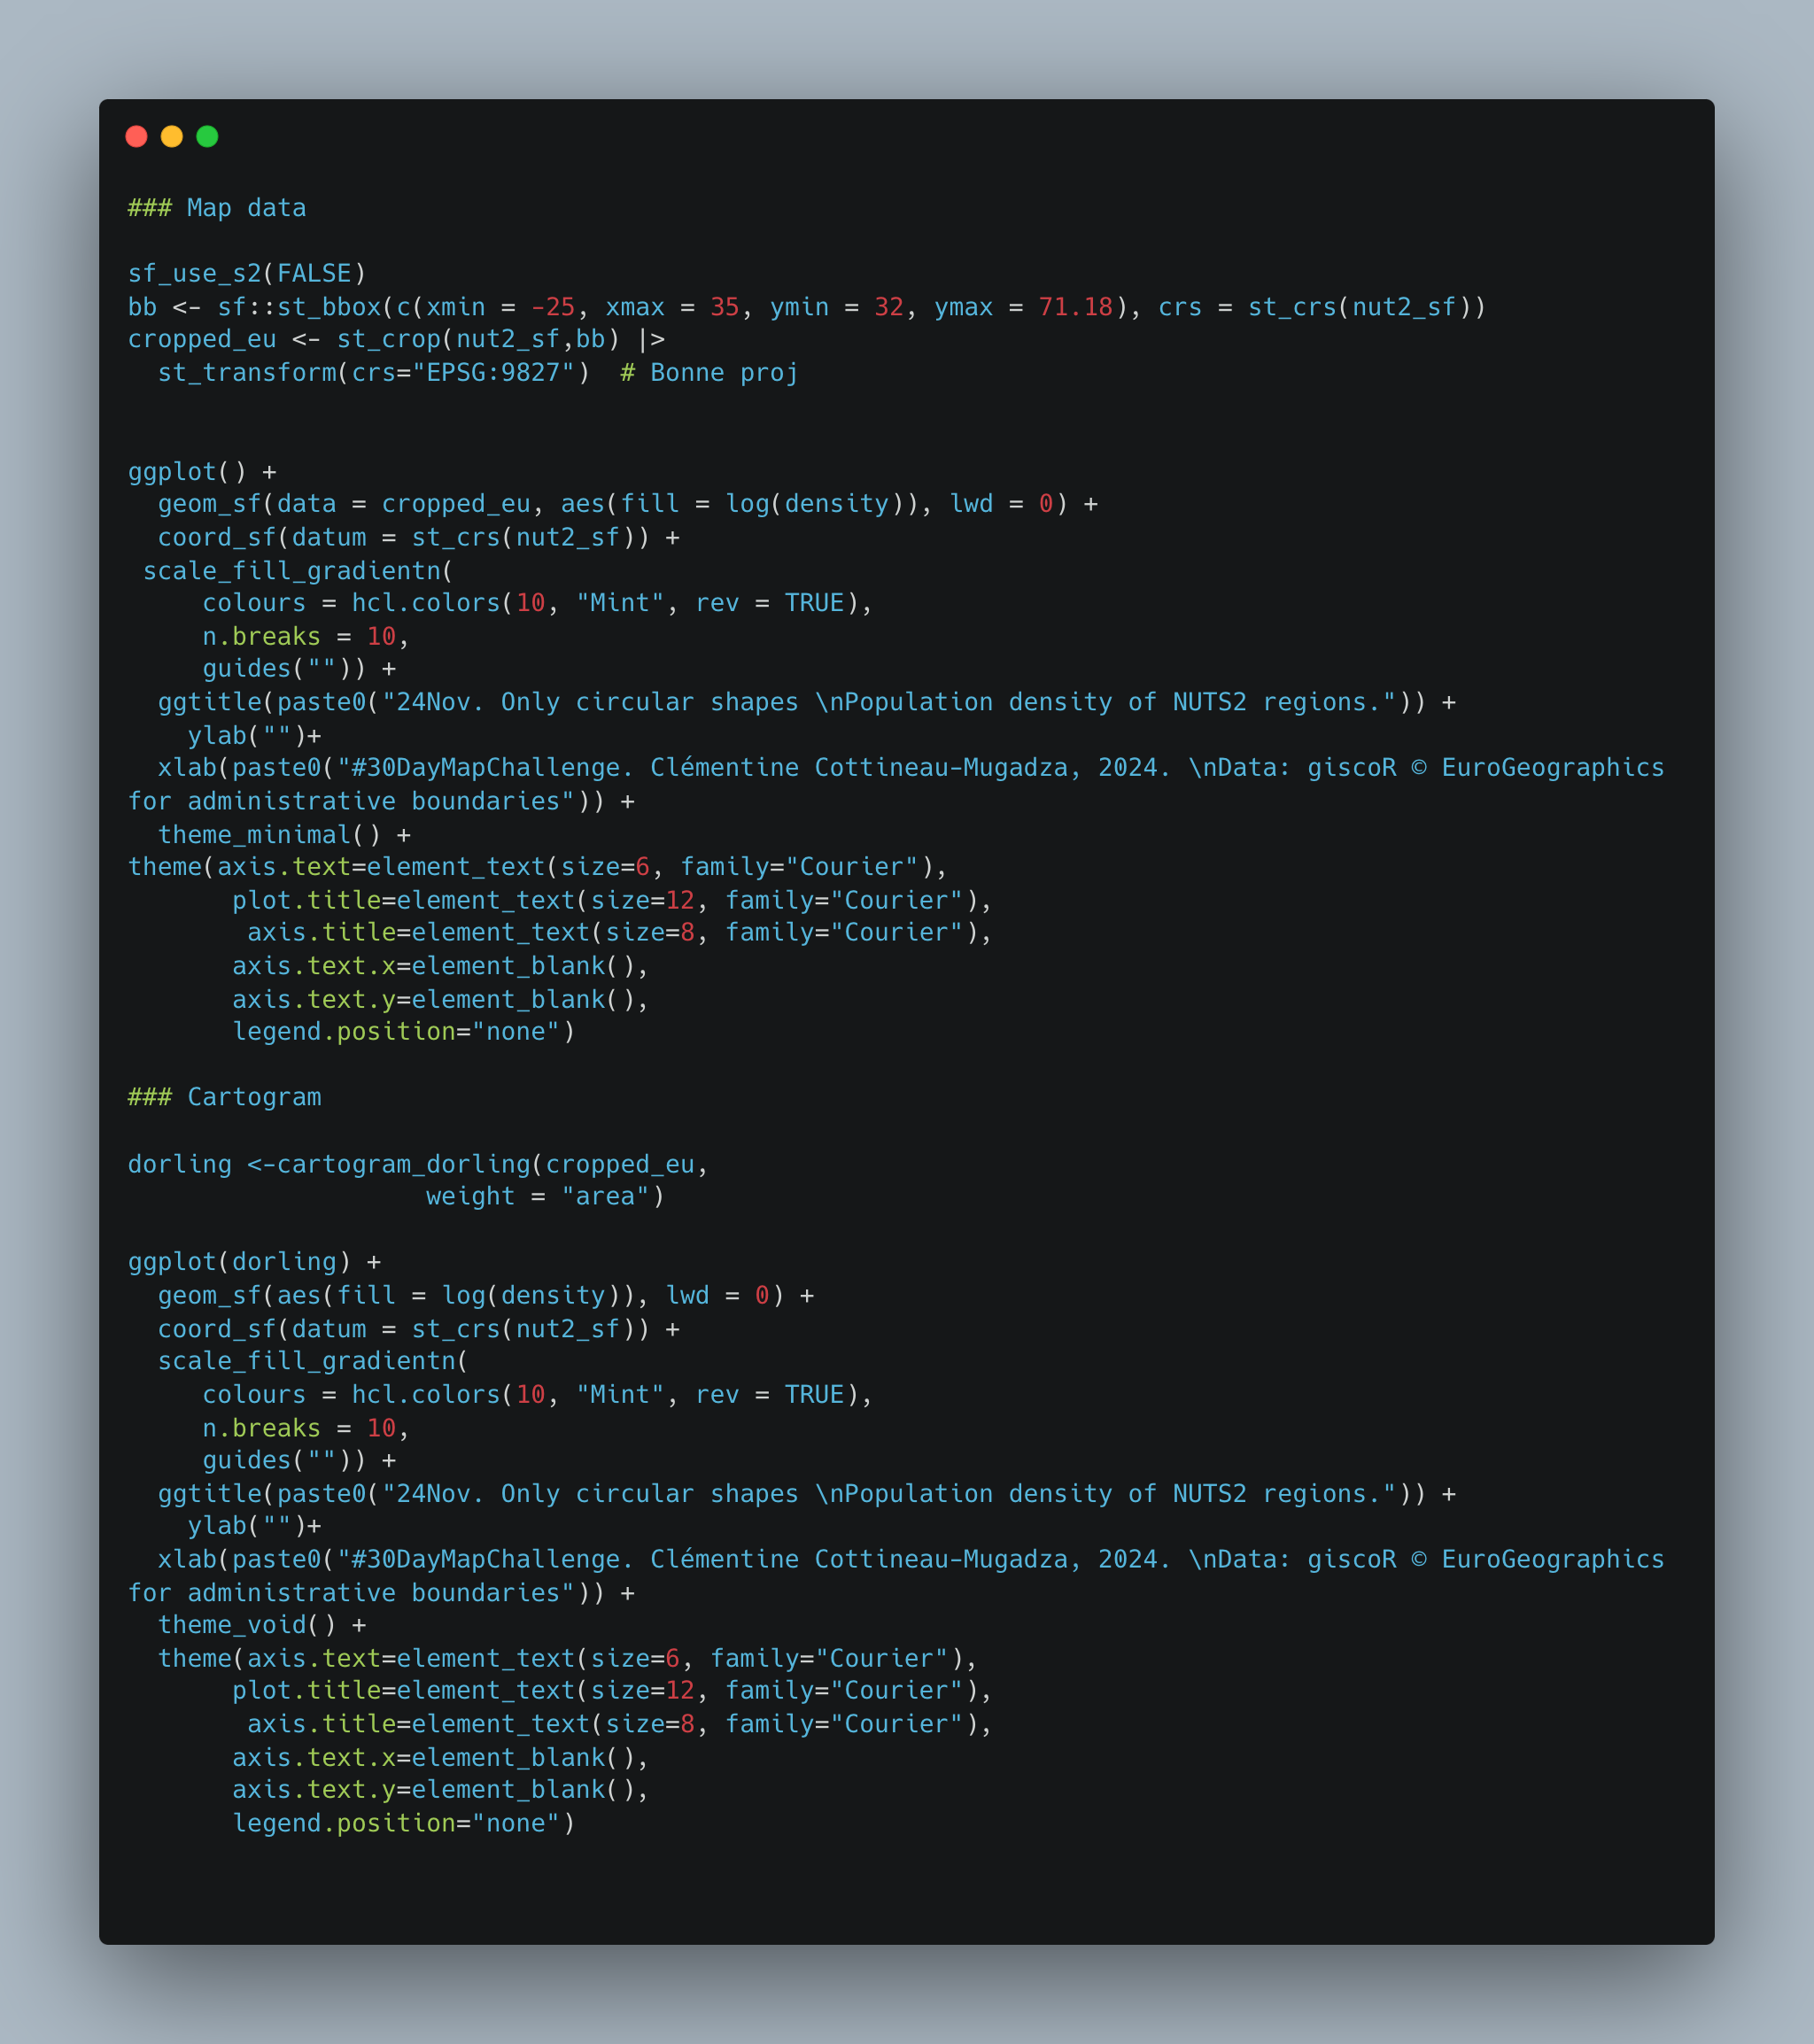 ### Map data

sf_use_s2(FALSE)
bb <- sf::st_bbox(c(xmin = -25, xmax = 35, ymin = 32, ymax = 71.18), crs = st_crs(nut2_sf))
cropped_eu <- st_crop(nut2_sf,bb) |>
  st_transform(crs="EPSG:9827")  # Bonne proj


ggplot() +
  geom_sf(data = cropped_eu, aes(fill = log(density)), lwd = 0) +
  coord_sf(datum = st_crs(nut2_sf)) +
 scale_fill_gradientn(
     colours = hcl.colors(10, "Mint", rev = TRUE),
     n.breaks = 10,
     guides("")) +
  ggtitle(paste0("24Nov. Only circular shapes \nPopulation density of NUTS2 regions.")) +
    ylab("")+
  xlab(paste0("#30DayMapChallenge. Clémentine Cottineau-Mugadza, 2024. \nData: giscoR © EuroGeographics
for administrative boundaries")) +
  theme_minimal() +
theme(axis.text=element_text(size=6, family="Courier"),
       plot.title=element_text(size=12, family="Courier"),
        axis.title=element_text(size=8, family="Courier"),
       axis.text.x=element_blank(),
       axis.text.y=element_blank(),
       legend.position="none")

### Cartogram

dorling <-cartogram_dorling(cropped_eu,
                    weight = "area")

ggplot(dorling) +
  geom_sf(aes(fill = log(density)), lwd = 0) +
  coord_sf(datum = st_crs(nut2_sf)) +
  scale_fill_gradientn(
     colours = hcl.colors(10, "Mint", rev = TRUE),
     n.breaks = 10,
     guides("")) +
  ggtitle(paste0("24Nov. Only circular shapes \nPopulation density of NUTS2 regions.")) +
    ylab("")+
  xlab(paste0("#30DayMapChallenge. Clémentine Cottineau-Mugadza, 2024. \nData: giscoR © EuroGeographics
for administrative boundaries")) +
  theme_void() +
  theme(axis.text=element_text(size=6, family="Courier"),
       plot.title=element_text(size=12, family="Courier"),
        axis.title=element_text(size=8, family="Courier"),
       axis.text.x=element_blank(),
       axis.text.y=element_blank(),
       legend.position="none")